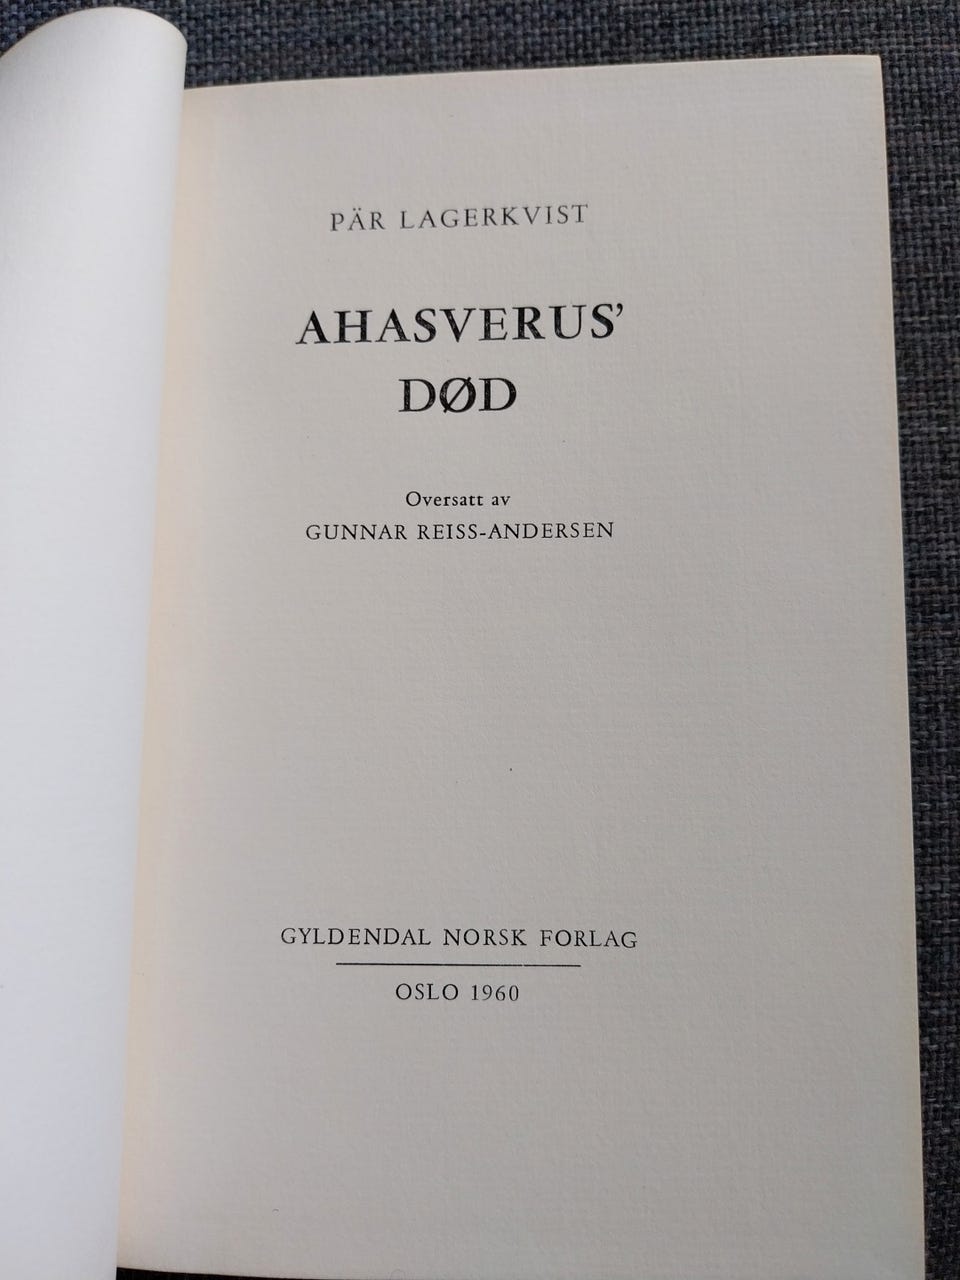 PÄR LAGERKVIST
AHASVERUS’
DØD
Oversatt av
GUNNAR REISS-ANDERSEN
GYLDENDAL NORSK FORLAG
OSLO 1960